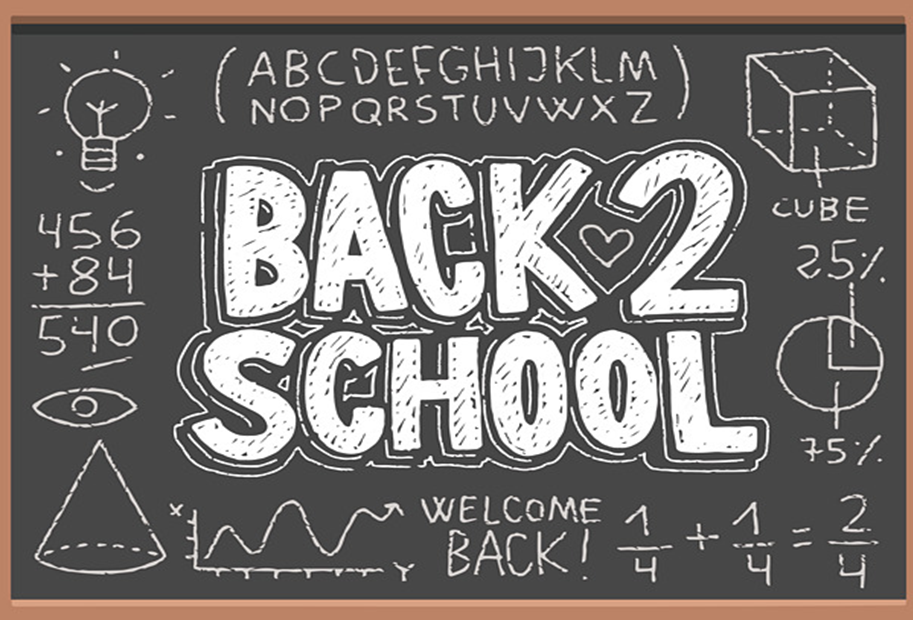 (ABCDEFGHIJKLM
NOPQRSTUVWXZ)
BACK 2
SCHOOL
CUBE
25%
75%
456
+84
540
X
Y
WELCOME
BACK!
1/4 + 1/4 = 2/4